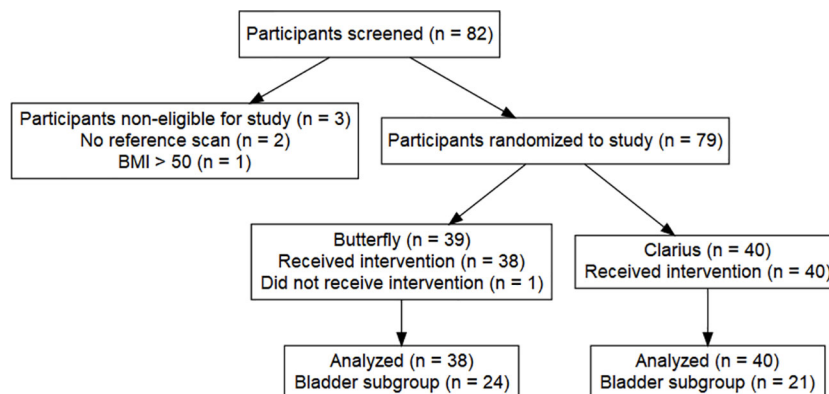 Participants screened (n = 82)
Participants non-eligible for study (n = 3)
No reference scan (n = 2)
BMI > 50 (n = 1)
Participants randomized to study (n = 79)
Butterfly (n = 39)
Received intervention (n = 38)
Did not receive intervention (n = 1)
Clarius (n = 40)
Received intervention (n = 40)
Analyzed (n = 38)
Bladder subgroup (n = 24)
Analyzed (n = 40)
Bladder subgroup (n = 21)